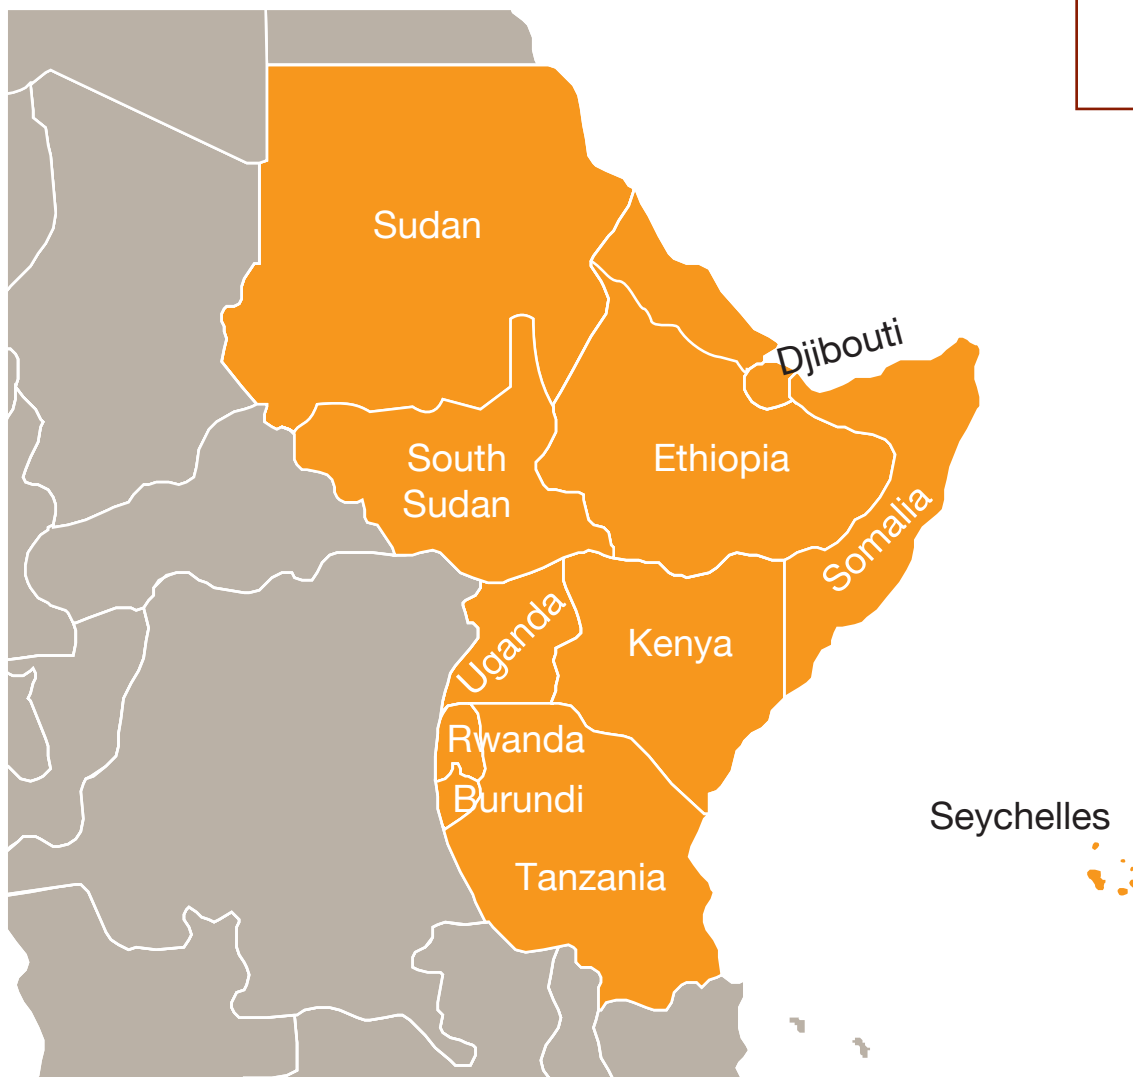 Sudan
Djibouti
South
Sudan
Ethiopia
Somalia
Uganda
Kenya
Rwanda
Burundi
Seychelles
Tanzania